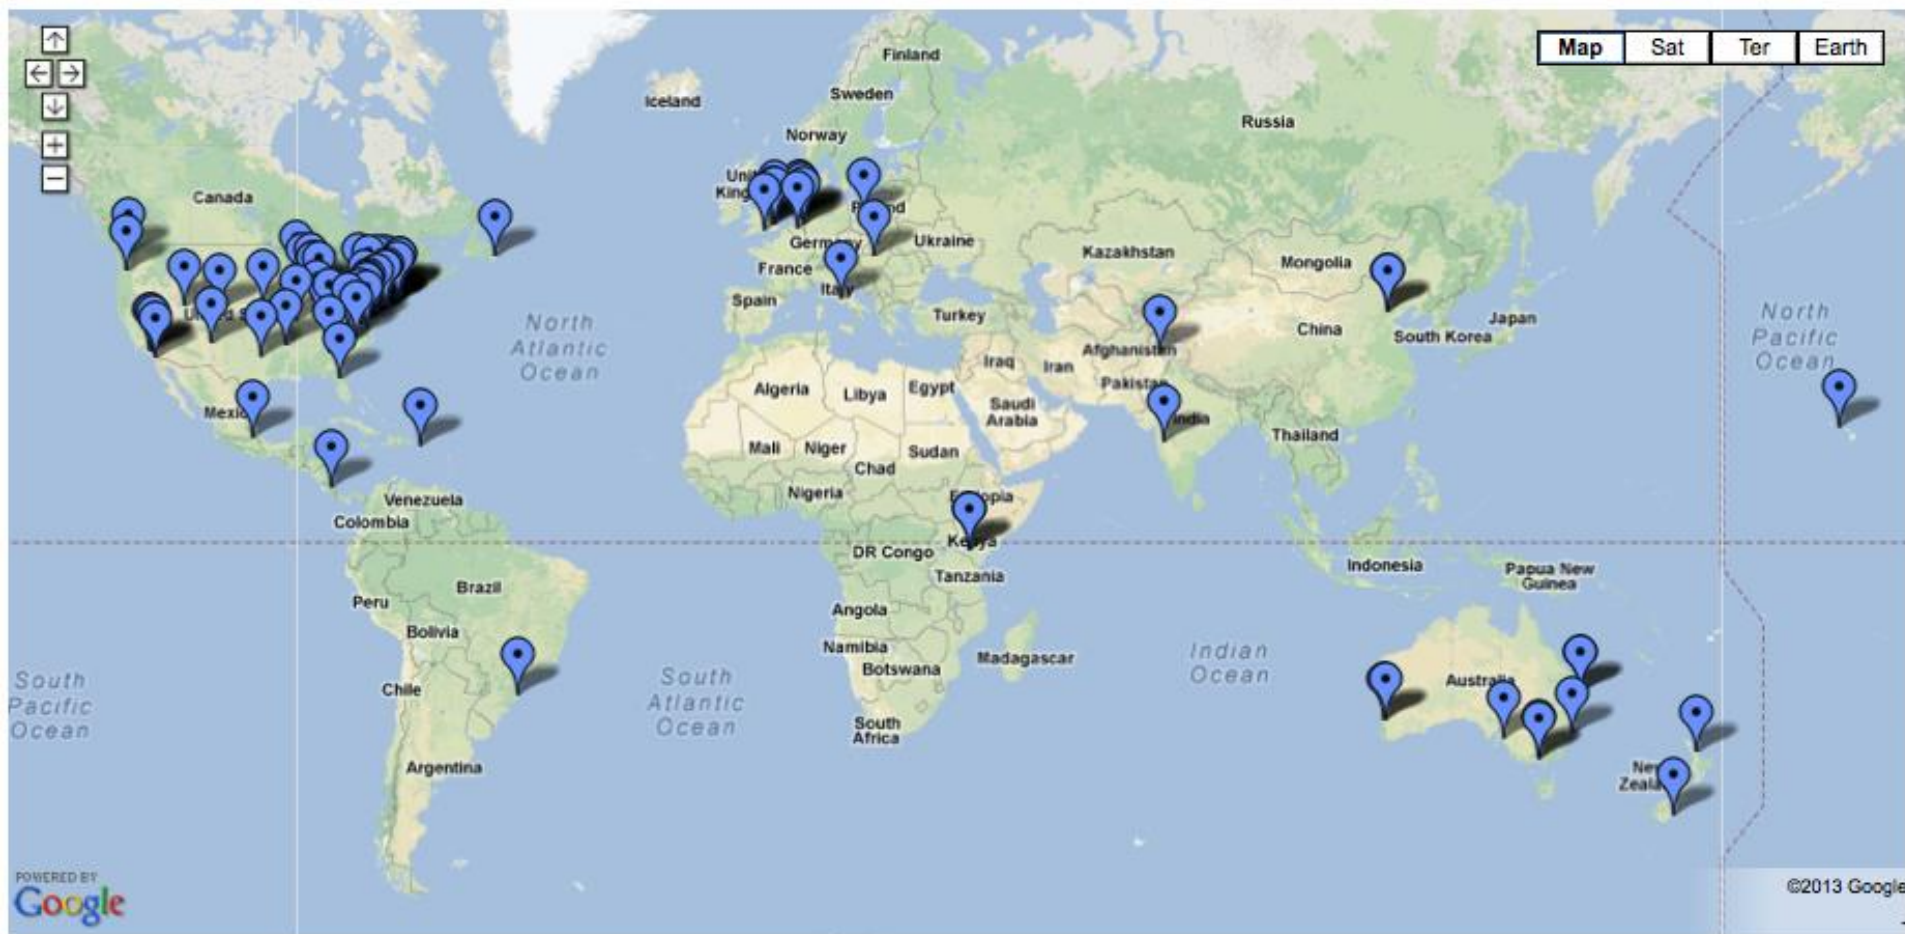 Map
Sat
Ter
Earth
Finland
Iceland
Sweden
Russia
Norway
Canada
Germany
Ukraine
Kazakhstan
Mongolia
France
Spain
Turkey
Japan
North
Atlantic
Ocean
China
South Korea
North
Pacific
Ocean
Afghanistan
Iraq
Iran
Pakistan
Algeria
Libya
Egypt
Saudi
Arabia
India
Thailand
Mali
Niger
Chad
Sudan
Nigeria
Venezuela
Colombia
DR Congo
Tanzania
Indonesia
Papua New
Guinea
Brazil
Peru
Angola
Bolivia
Namibia
Botswana
Madagascar
Indian
Ocean
South
Pacific
Ocean
Chile
South
Atlantic
Ocean
South
Africa
Argentina
POWERED BY
Google
©2013 Google